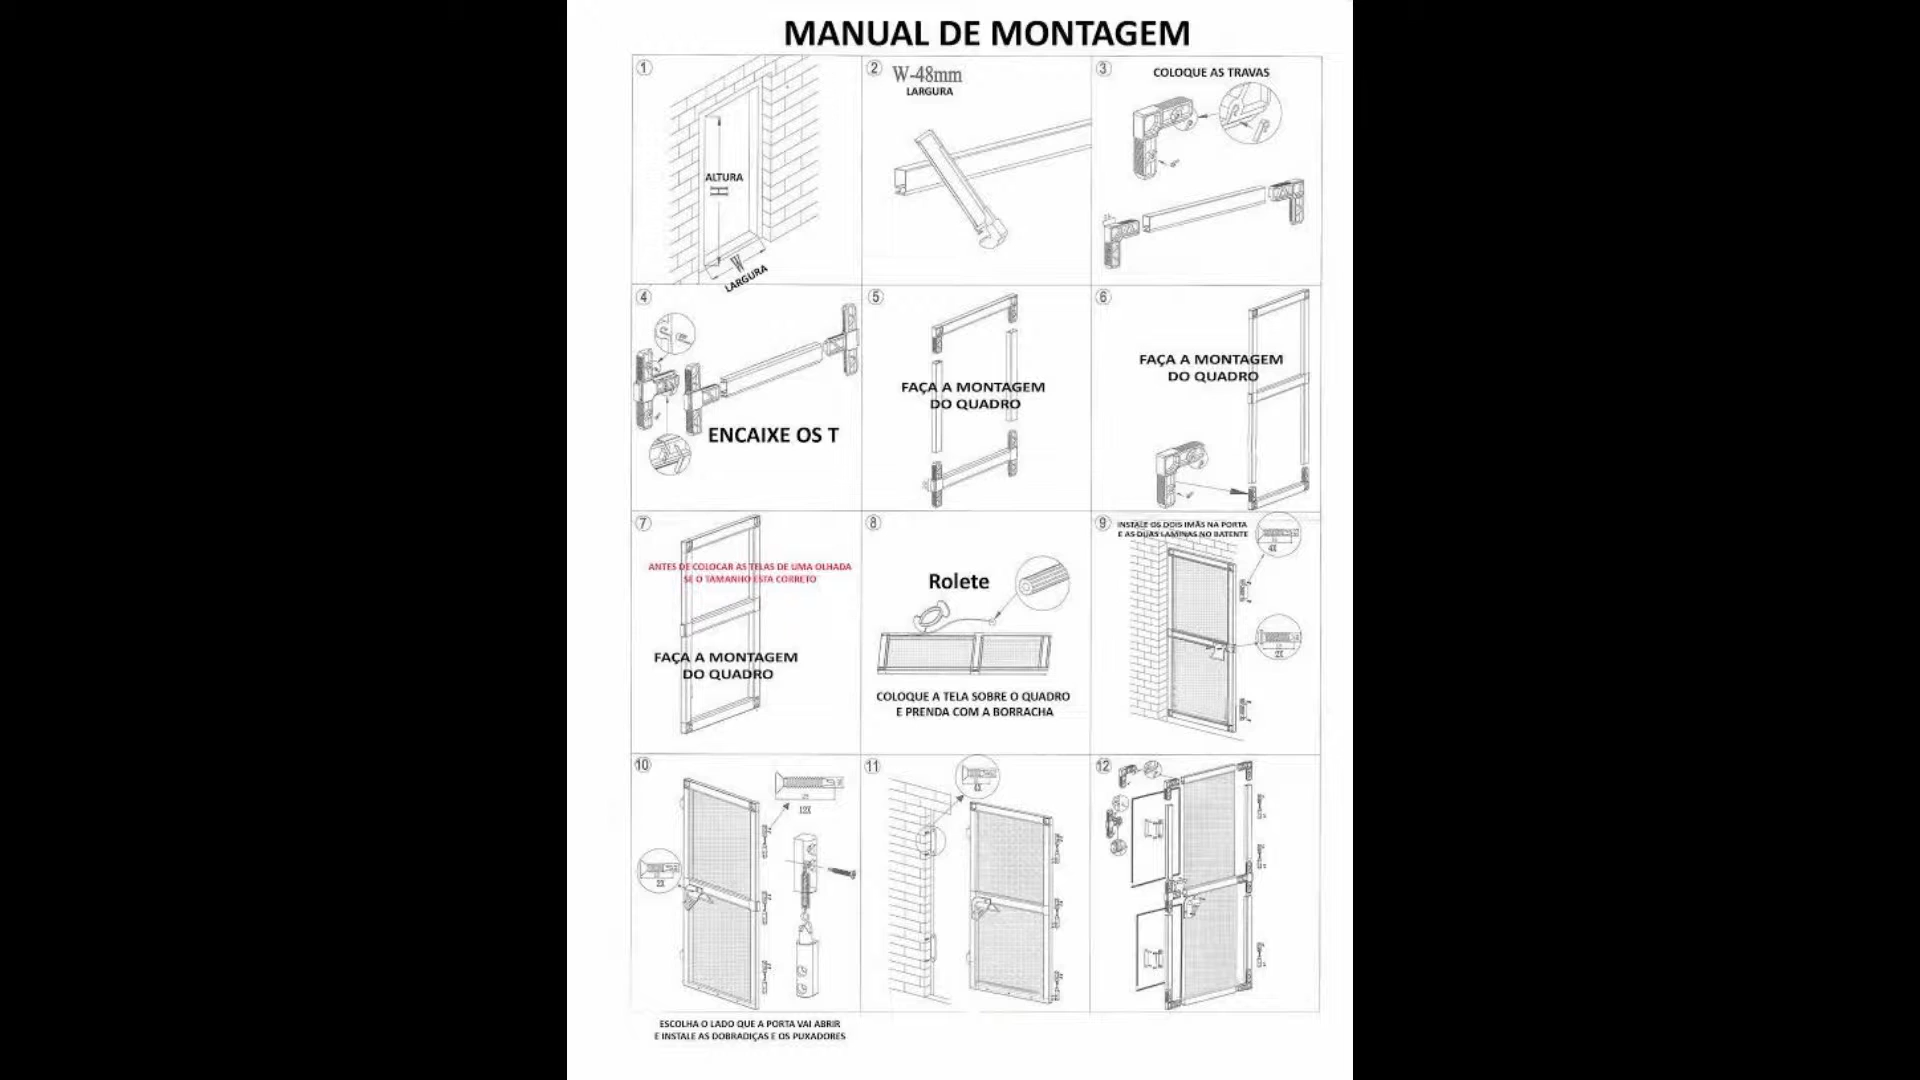 MANUAL DE MONTAGEM
1
ALTURA
H
W
LARGURA
2
W-48mm
LARGURA
3
COLOQUE AS TRAVAS
4
ENCAIXE OS T
5
FAÇA A MONTAGEM
DO QUADRO
6
FAÇA A MONTAGEM
DO QUADRO
7
ANTES DE COLOCAR AS TELAS DE UMA OLHADA
SE O TAMANHO ESTA CORRETO
FAÇA A MONTAGEM
DO QUADRO
8
Rolete
COLOQUE A TELA SOBRE O QUADRO
E PRENDA COM A BORRACHA
9
INSTALE OS DOIS IMÃS NA PORTA
E AS DUAS LAMINAS NO BATENTE
4X
2X
10
12X
2X
ESCOLHA O LADO QUE A PORTA VAI ABRIR
E INSTALE AS DOBRADIÇAS E OS PUXADORES
11
4X
12